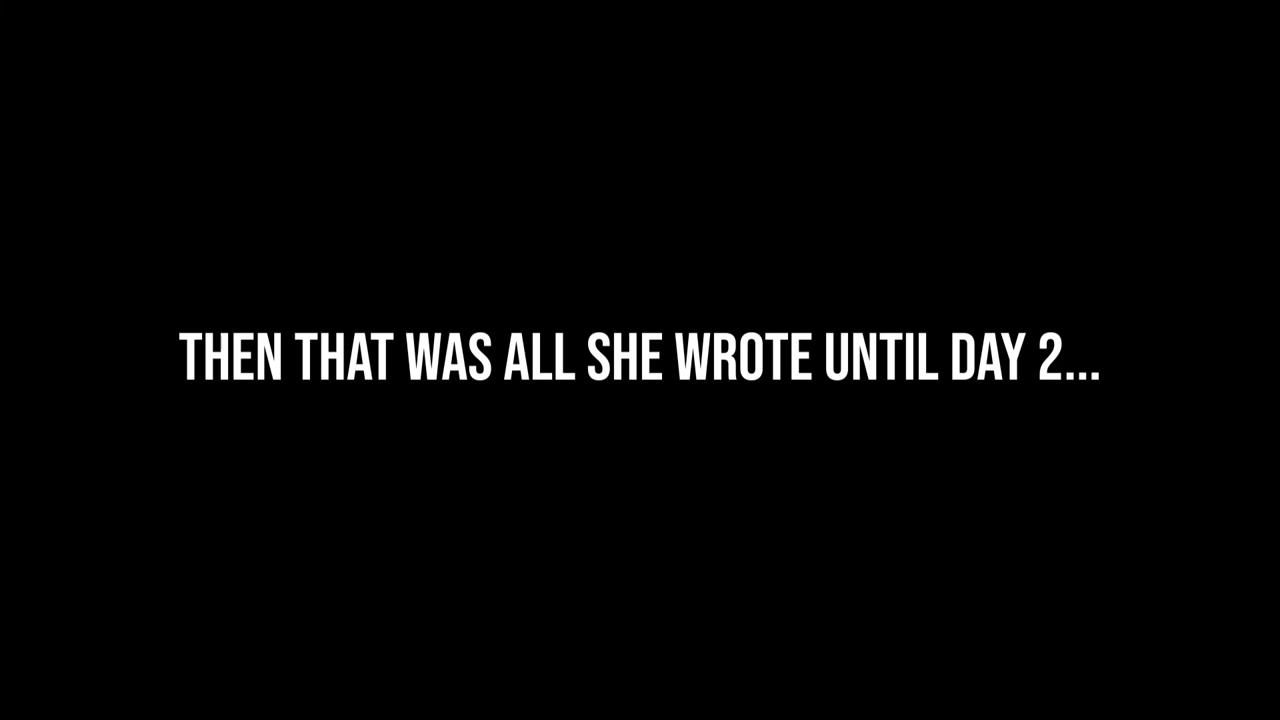 THEN THAT WAS ALL SHE WROTE UNTIL DAY 2...